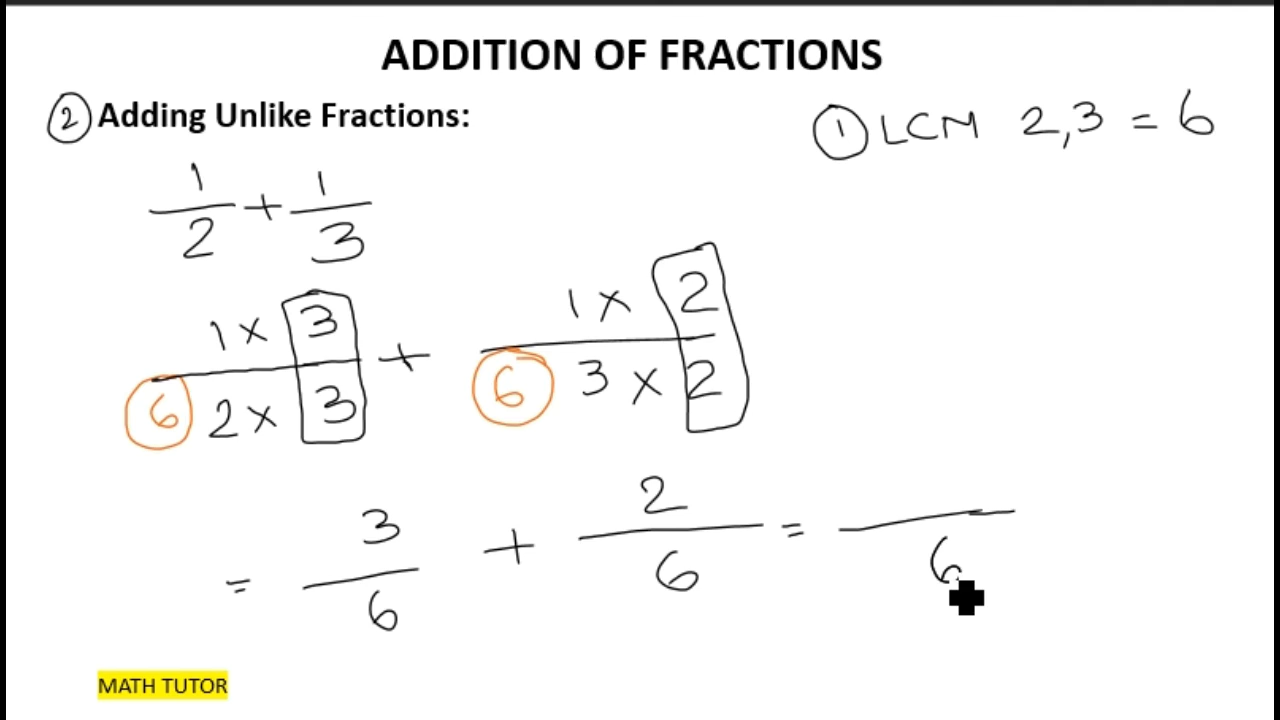 ADDITION OF FRACTIONS
2 Adding Unlike Fractions:
1 LCM 2,3 = 6
1/2 + 1/3
1 x 3 + 1 x 2
6 2 x 3 6 3 x 2
= 3/6 + 2/6 = /6
MATH TUTOR